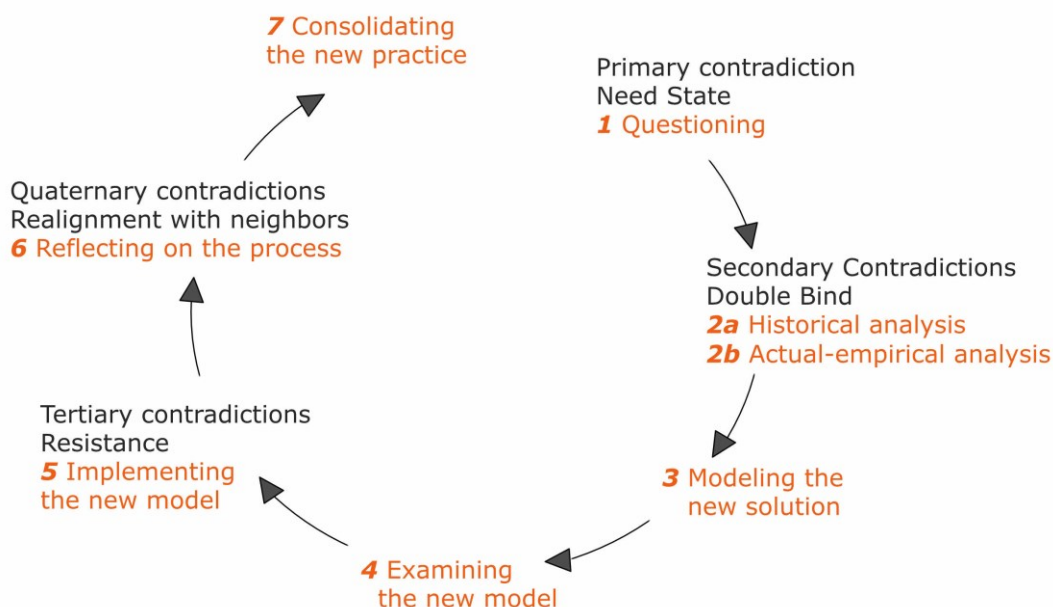 Primary contradiction
Need State
1 Questioning
Secondary Contradictions
Double Bind
2a Historical analysis
2b Actual-empirical analysis
3 Modeling the
new solution
4 Examining
the new model
Tertiary contradictions
Resistance
5 Implementing
the new model
Quaternary contradictions
Realignment with neighbors
6 Reflecting on the process
7 Consolidating
the new practice